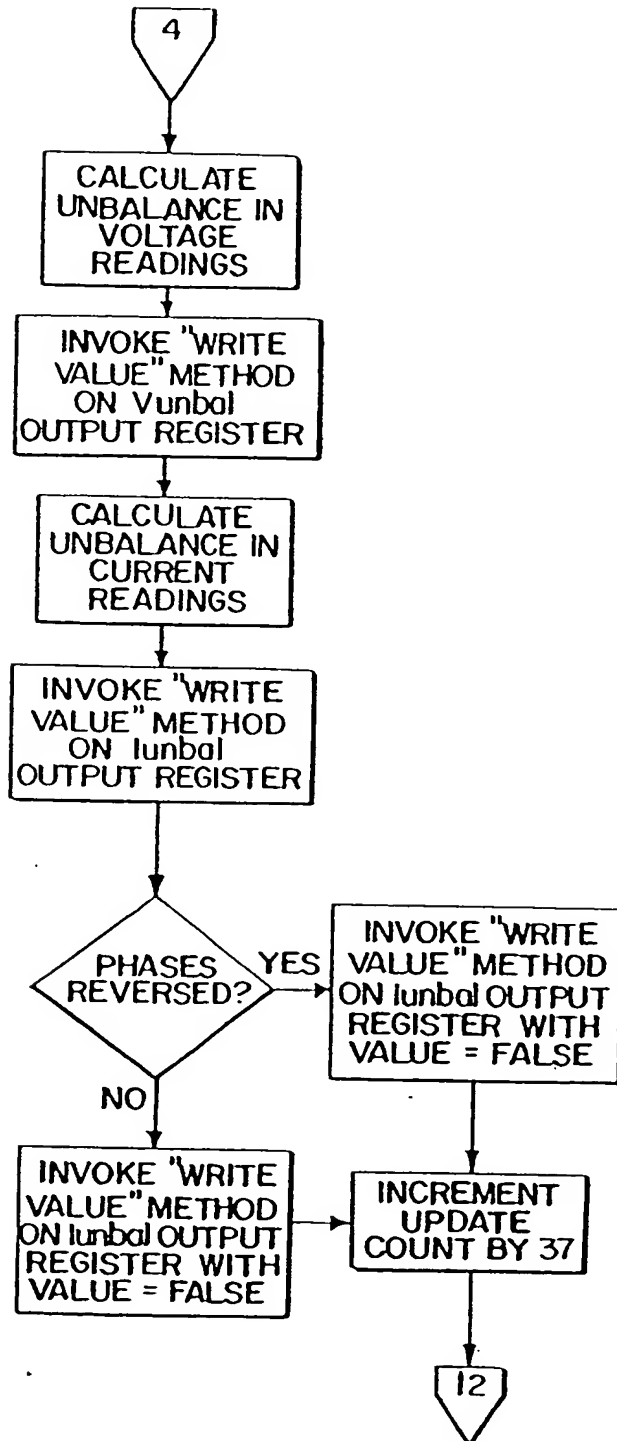 4
CALCULATE
UNBALANCE IN
VOLTAGE
READINGS
INVOKE "WRITE
VALUE" METHOD
ON Vunbal
OUTPUT REGISTER
CALCULATE
UNBALANCE IN
CURRENT
READINGS
INVOKE "WRITE
VALUE" METHOD
ON Iunbal
OUTPUT REGISTER
PHASES
REVERSED?
YES
INVOKE "WRITE
VALUE" METHOD
ON Iunbal OUTPUT
REGISTER WITH
VALUE = FALSE
NO
INVOKE "WRITE
VALUE" METHOD
ON Iunbal OUTPUT
REGISTER WITH
VALUE = FALSE
INCREMENT
UPDATE
COUNT BY 37
12